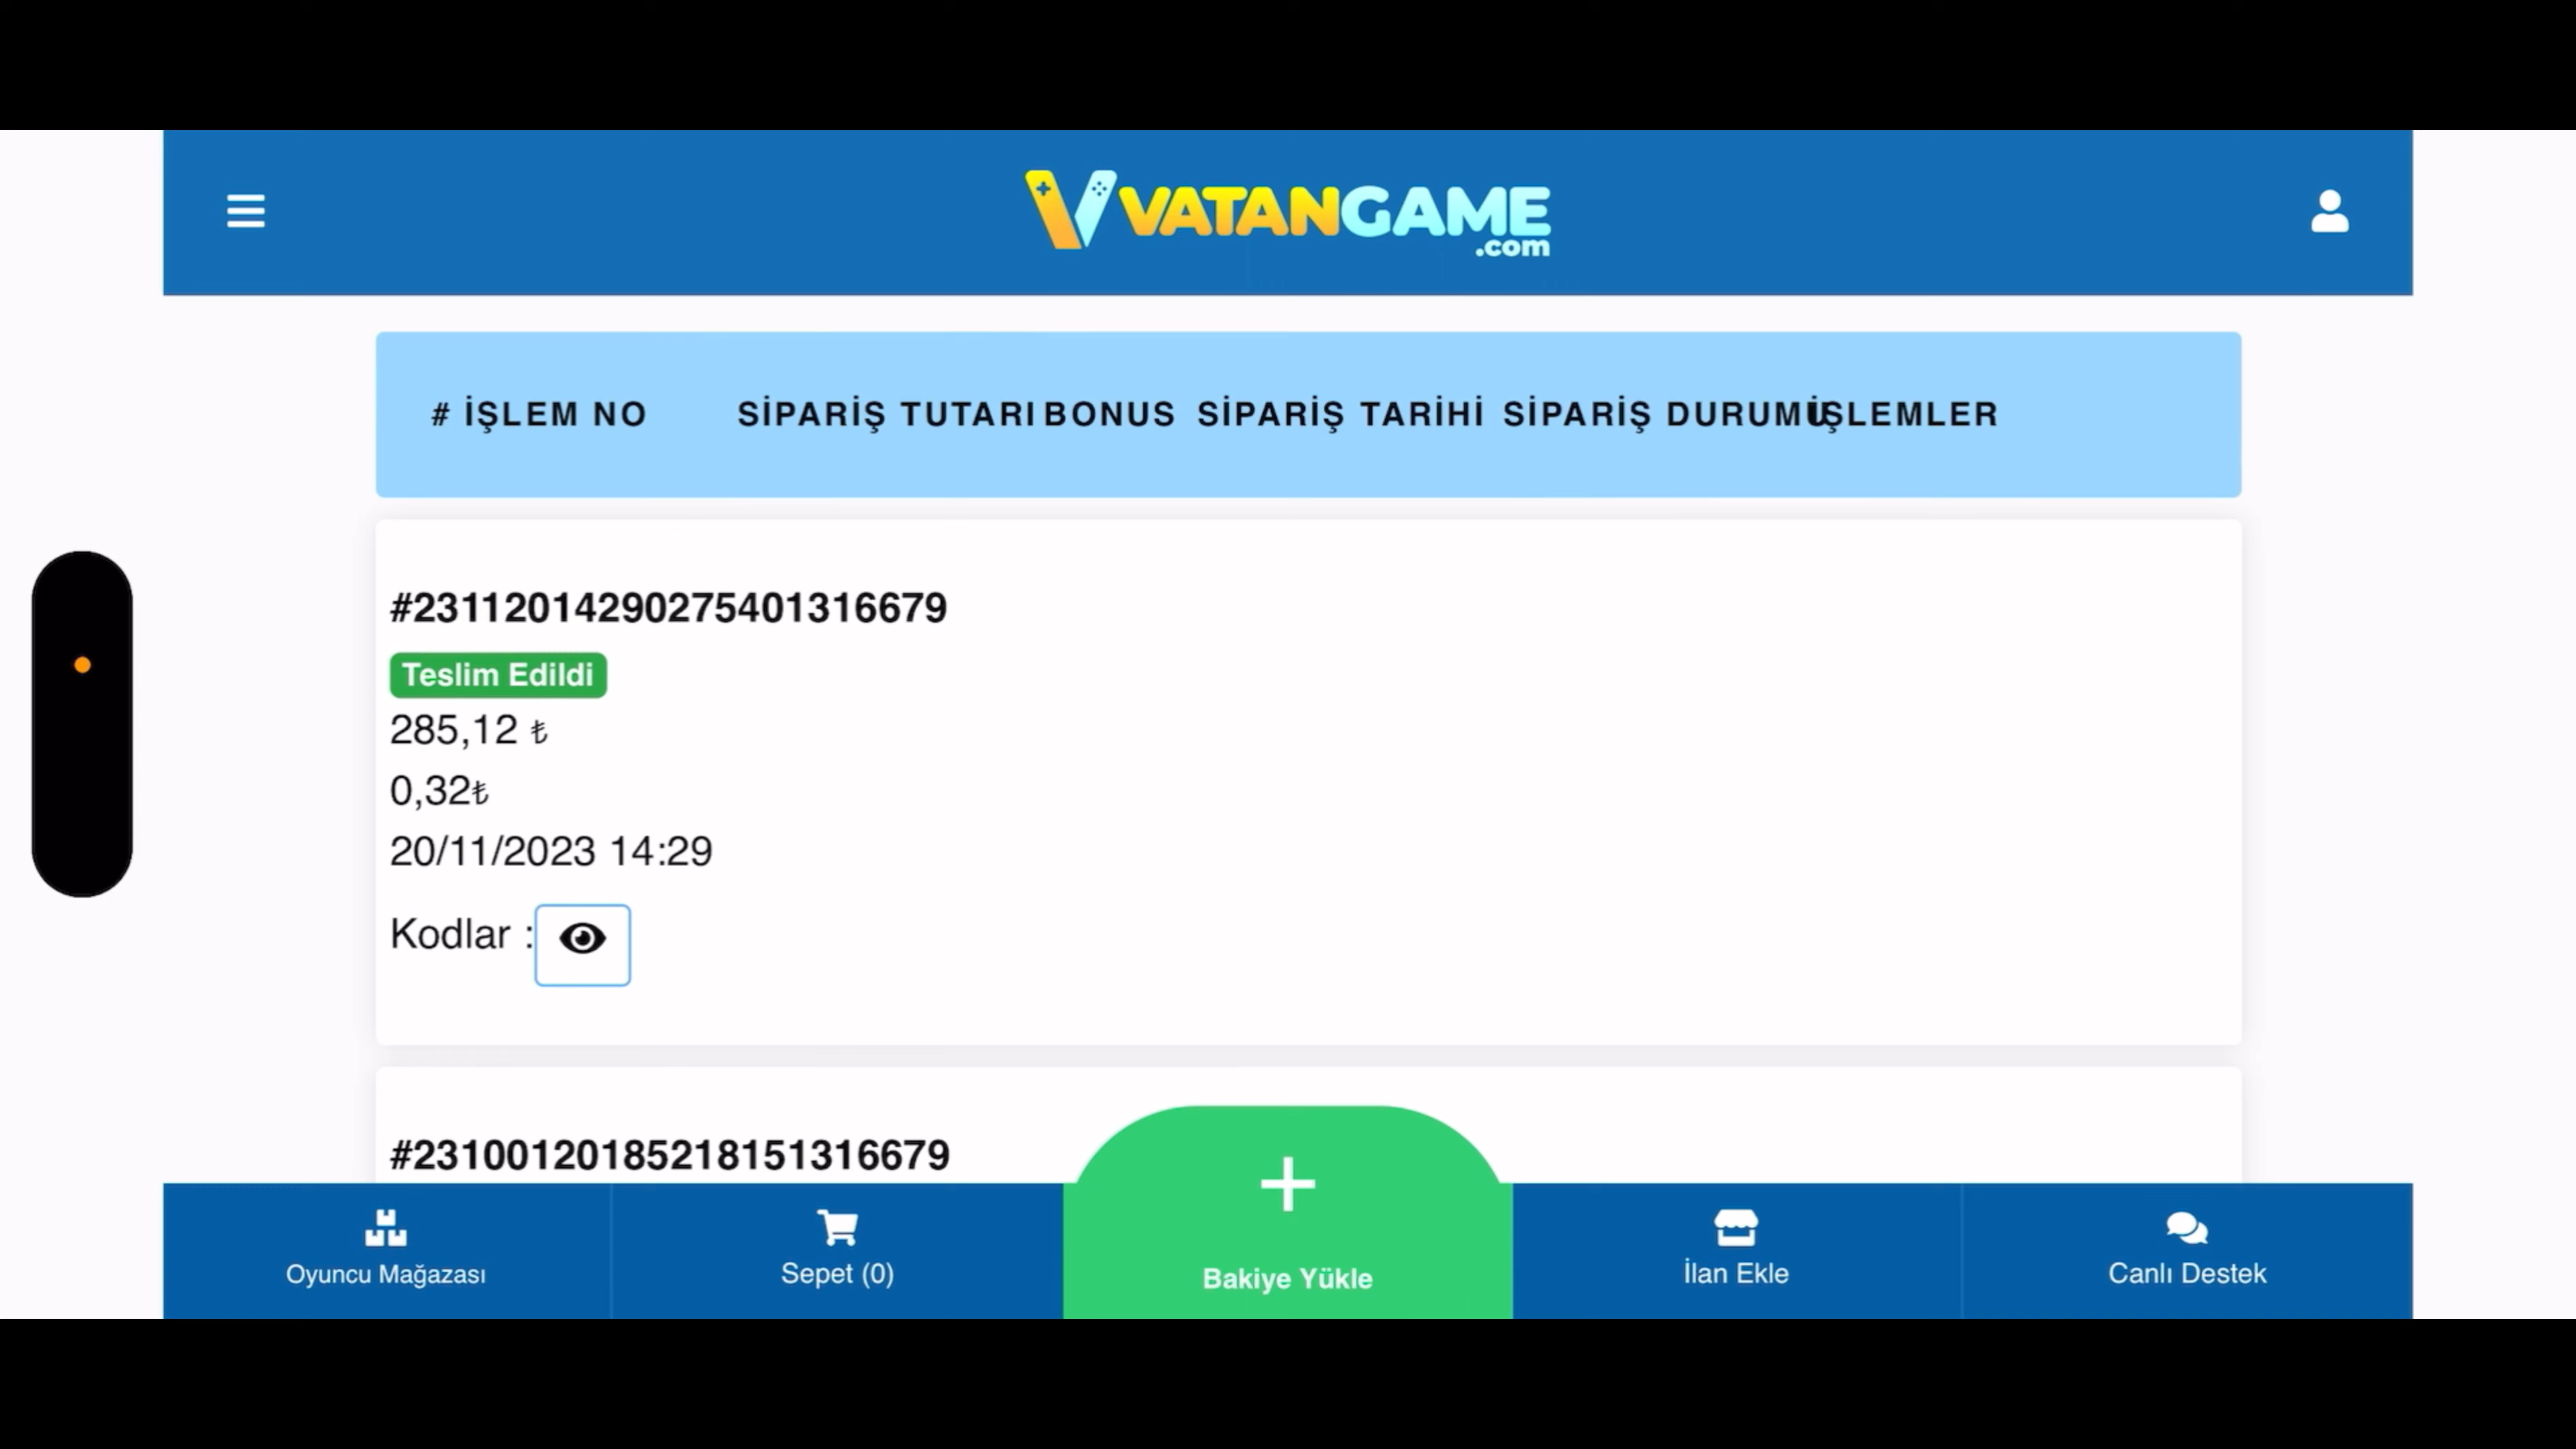 VATANGAME
.com
# İŞLEM NO SİPARİŞ TUTARI BONUS SİPARİŞ TARİHİ SİPARİŞ DURUMU İŞLEMLER
#23112014290275401316679
Teslim Edildi
285,12 ₺
0,32₺
20/11/2023 14:29
Kodlar :
#23100120185218151316679
Oyuncu Mağazası
Sepet (0)
Bakiye Yükle
İlan Ekle
Canlı Destek